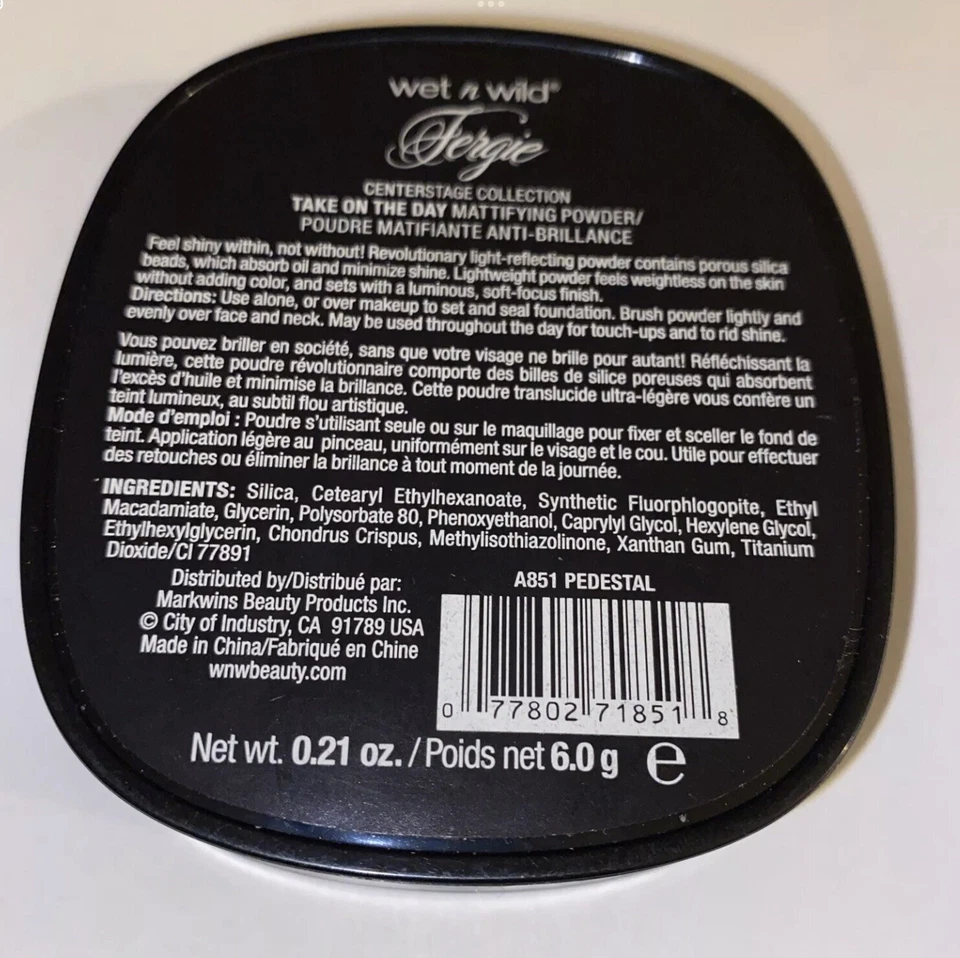 wet n wild®
Fergie
CENTERSTAGE COLLECTION
TAKE ON THE DAY MATTIFYING POWDER/
POUDRE MATIFIANTE ANTI-BRILLANCE
Feel shiny within, not without! Revolutionary light-reflecting powder contains porous silica
beads, which absorb oil and minimize shine. Lightweight powder feels weightless on the skin
without adding color, and sets with a luminous, soft-focus finish.
Directions: Use alone, or over makeup to set and seal foundation. Brush powder lightly and
evenly over face and neck. May be used throughout the day for touch-ups and to rid shine.
Vous pouvez briller en société, sans que votre visage ne brille pour autant! Réfléchissant la
lumière, cette poudre révolutionnaire comporte des billes de silice poreuses qui absorbent
l'excès d'huile et minimise la brillance. Cette poudre translucide ultra-légère vous confère un
teint lumineux, au subtil flou artistique.
Mode d'emploi : Poudre s'utilisant seule ou sur le maquillage pour fixer et sceller le fond de
teint. Application légère au pinceau, uniformément sur le visage et le cou. Utile pour effectuer
des retouches ou éliminer la brillance à tout moment de la journée.
INGREDIENTS: Silica, Cetearyl Ethylhexanoate, Synthetic Fluorphlogopite, Ethyl
Macadamiate, Glycerin, Polysorbate 80, Phenoxyethanol, Caprylyl Glycol, Hexylene Glycol,
Ethylhexylglycerin, Chondrus Crispus, Methylisothiazolinone, Xanthan Gum, Titanium
Dioxide/CI 77891
Distributed by/Distribué par:
Markwins Beauty Products Inc.
© City of Industry, CA 91789 USA
Made in China/Fabriqué en Chine
wnwbeauty.com
A851 PEDESTAL
0 77802 71851 8
Net wt. 0.21 oz. / Poids net 6.0 g ℮